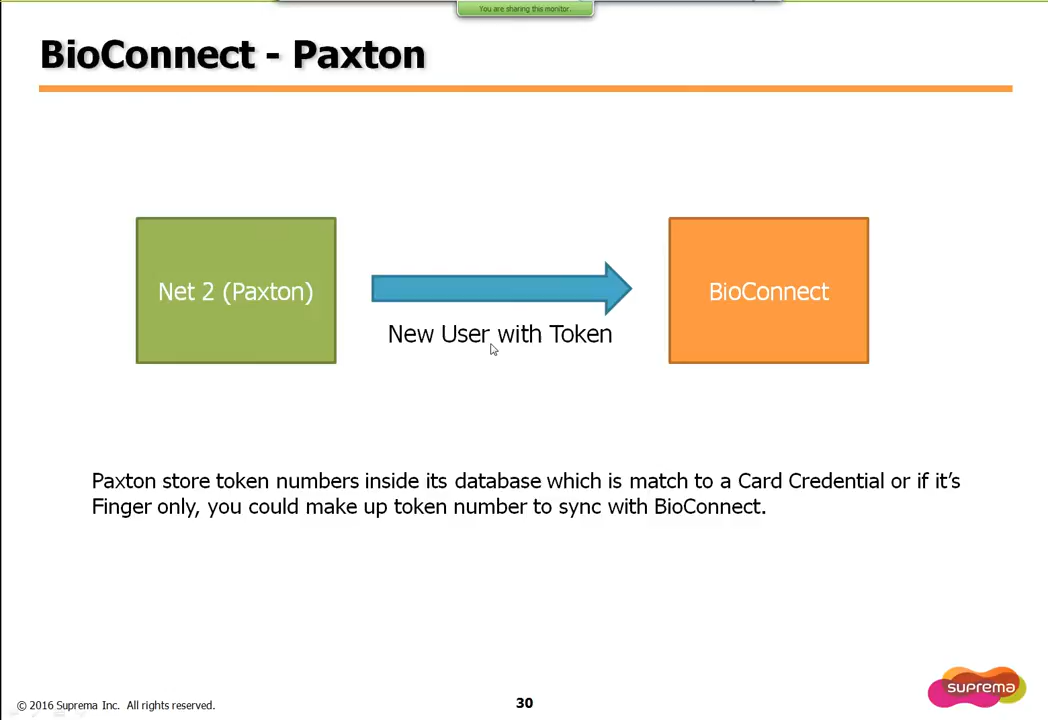 You are sharing this monitor.
BioConnect - Paxton
Net 2 (Paxton)
BioConnect
New User with Token
Paxton store token numbers inside its database which is match to a Card Credential or if it's
Finger only, you could make up token number to sync with BioConnect.
© 2016 Suprema Inc. All rights reserved.
30
suprema